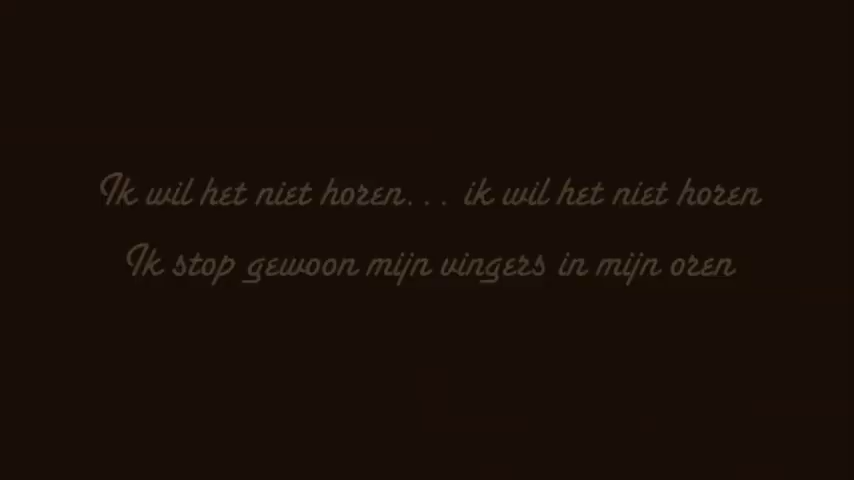 Ik wil het niet horen... ik wil het niet horen
Ik stop gewoon mijn vingers in mijn oren